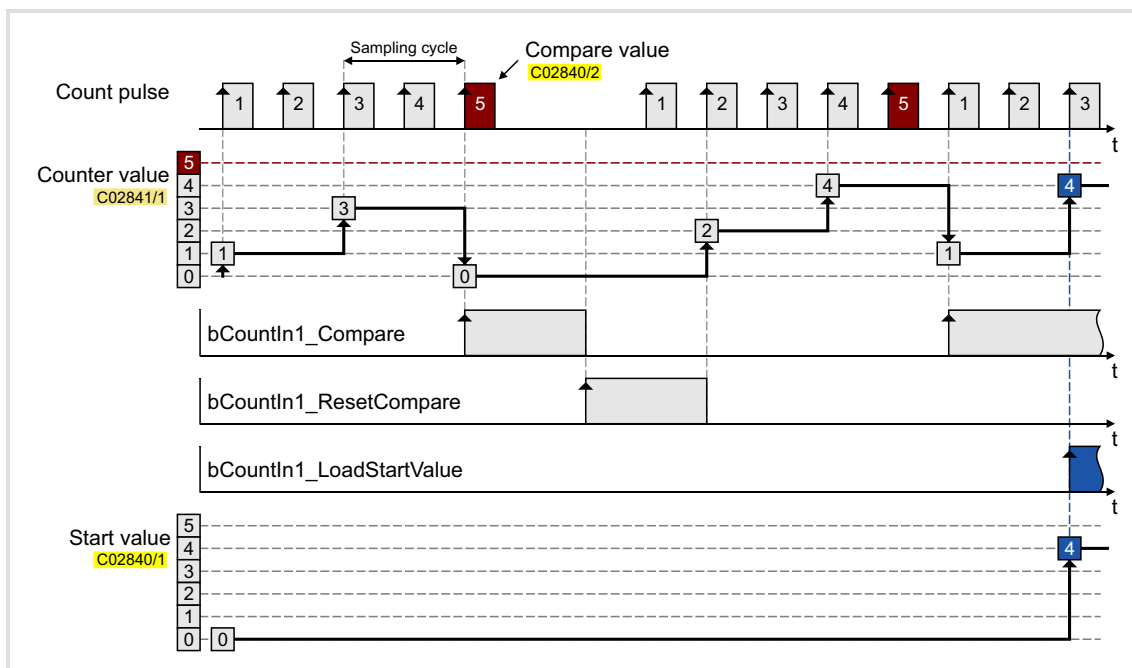 Sampling cycle
Compare value
C02840/2
Count pulse
1 2 3 4 5 1 2 3 4 5 1 2 3
t
Counter value
C02841/1
5
4 4 4
3 3
2 2
1 1 1
0 0
bCountIn1_Compare
t
bCountIn1_ResetCompare
t
bCountIn1_LoadStartValue
t
Start value
C02840/1
5
4 4
3
2
1
0 0